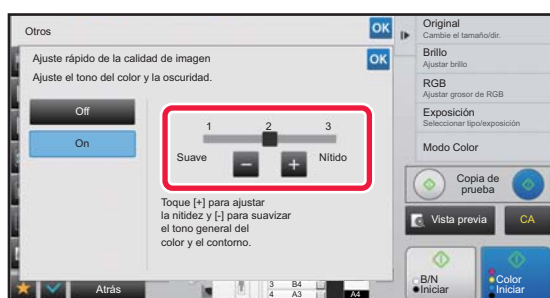 Otros
OK
Ajuste rápido de la calidad de imagen
OK
Ajuste el tono del color y la oscuridad.
Off
On
1 2 3
Suave - + Nítido
Toque [+] para ajustar
la nitidez y [-] para suavizar
el tono general del
color y el contorno.
Atrás
3 B4
4 A3
A4
Original
Cambie el tamaño/dir.
Brillo
Ajustar brillo
RGB
Ajustar grosor de RGB
Exposición
Seleccionar tipo/exposición
Modo Color
Copia de
prueba
Vista previa
CA
B/N
Iniciar
Color
Iniciar